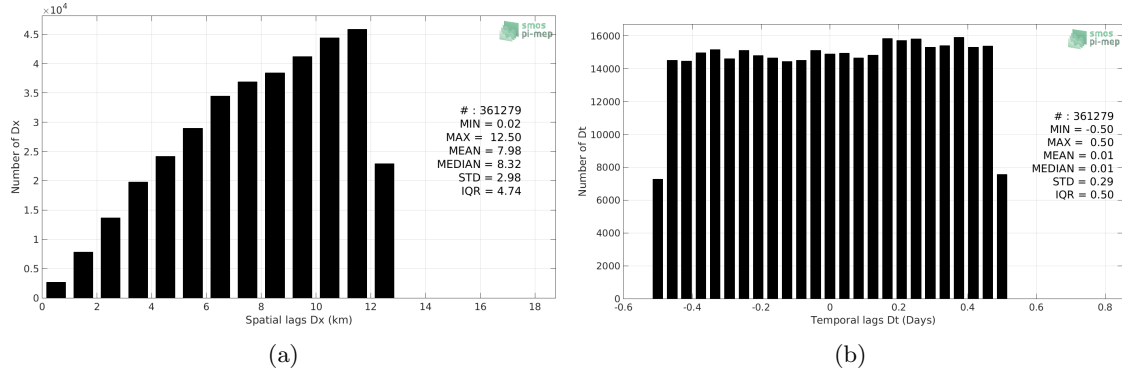 ×10⁴
4.5
4
3.5
3
2.5
2
1.5
1
0.5
0
0 2 4 6 8 10 12 14 16 18
Number of Dx
Spatial lags Dx (km)
smos
pi-mep
# : 361279
MIN = 0.02
MAX = 12.50
MEAN = 7.98
MEDIAN = 8.32
STD = 2.98
IQR = 4.74
(a)
16000
14000
12000
10000
8000
6000
4000
2000
0
-0.6 -0.4 -0.2 0 0.2 0.4 0.6 0.8
Number of Dt
Temporal lags Dt (Days)
smos
pi-mep
# : 361279
MIN = -0.50
MAX = 0.50
MEAN = 0.01
MEDIAN = 0.01
STD = 0.29
IQR = 0.50
(b)